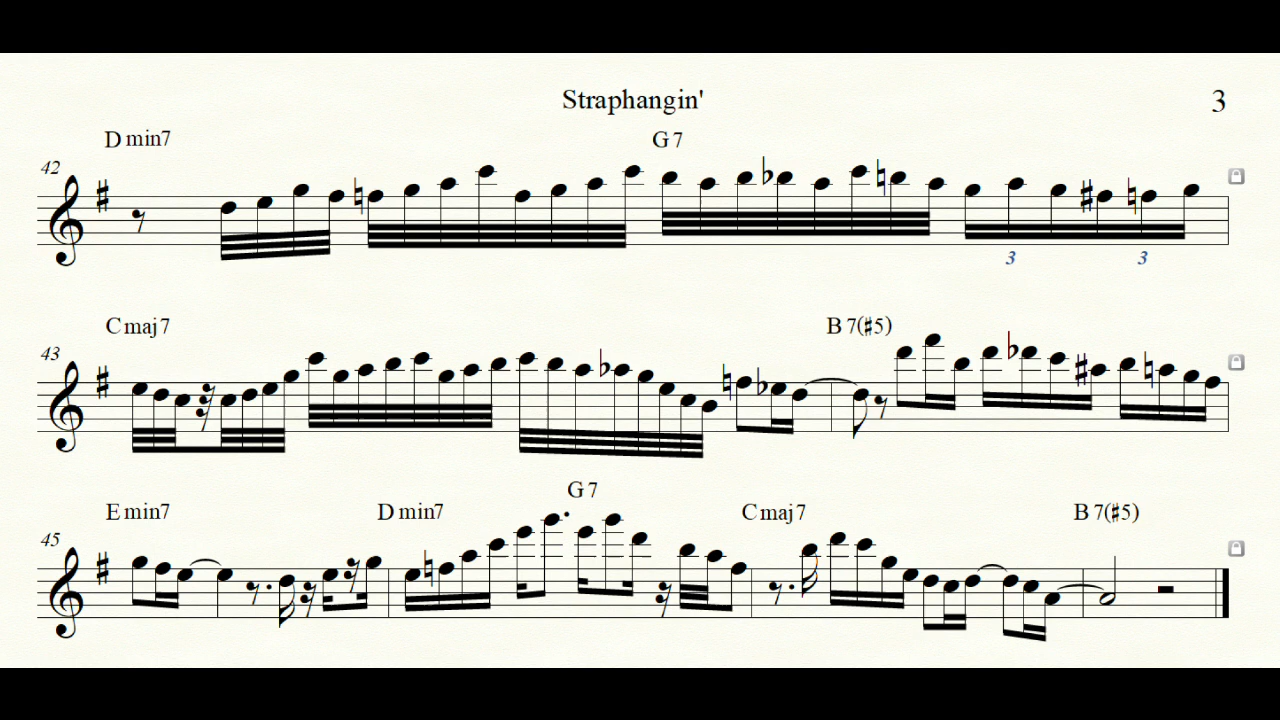 Straphangin' 3
D min7 G 7
42
3 3
C maj 7 B 7(♯5)
43
E min7 D min7 G 7 C maj 7 B 7(♯5)
45